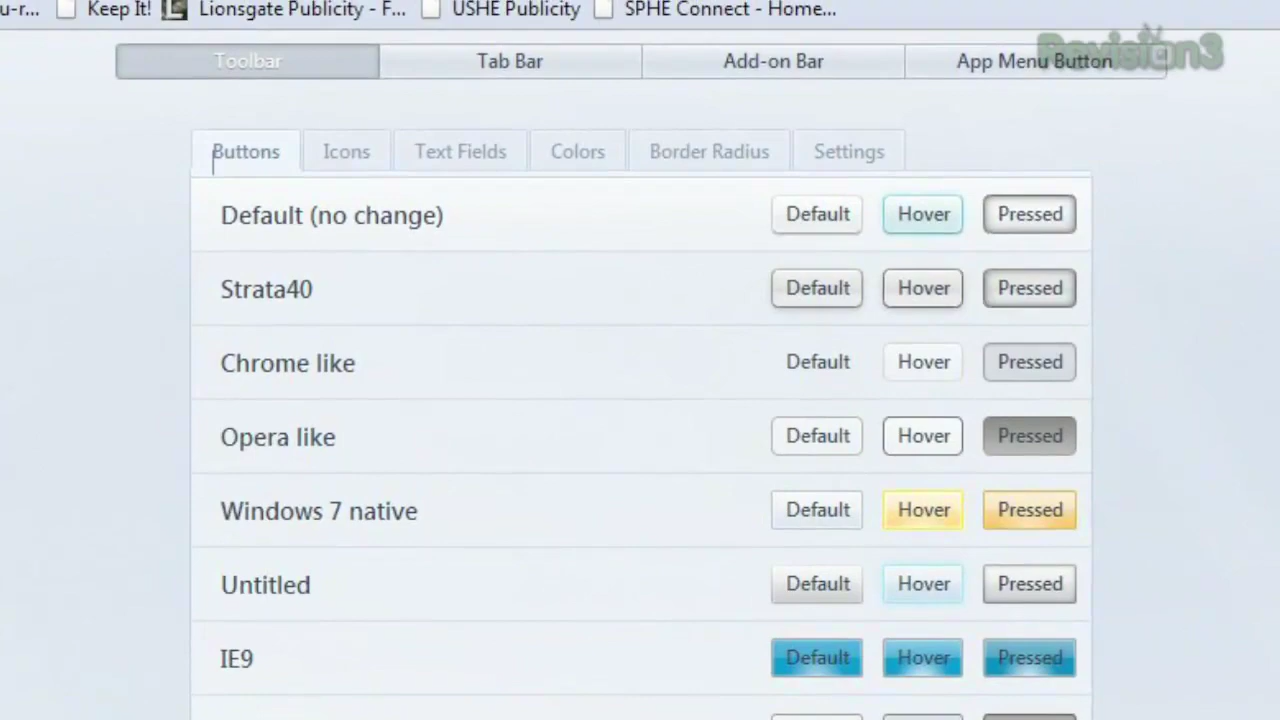 u-r... Keep It! Lionsgate Publicity - F... USHE Publicity SPHE Connect - Home...
Revision3
Toolbar Tab Bar Add-on Bar App Menu Button
Buttons Icons Text Fields Colors Border Radius Settings
Default (no change) Default Hover Pressed
Strata40 Default Hover Pressed
Chrome like Default Hover Pressed
Opera like Default Hover Pressed
Windows 7 native Default Hover Pressed
Untitled Default Hover Pressed
IE9 Default Hover Pressed